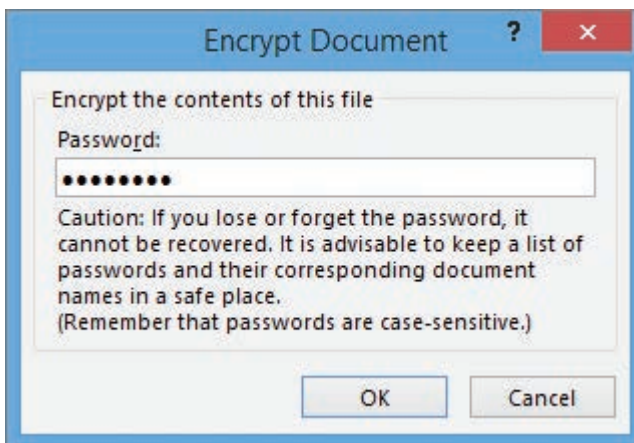 Encrypt Document ? ×
Encrypt the contents of this file
Password:
••••••••
Caution: If you lose or forget the password, it
cannot be recovered. It is advisable to keep a list of
passwords and their corresponding document
names in a safe place.
(Remember that passwords are case-sensitive.)
OK Cancel